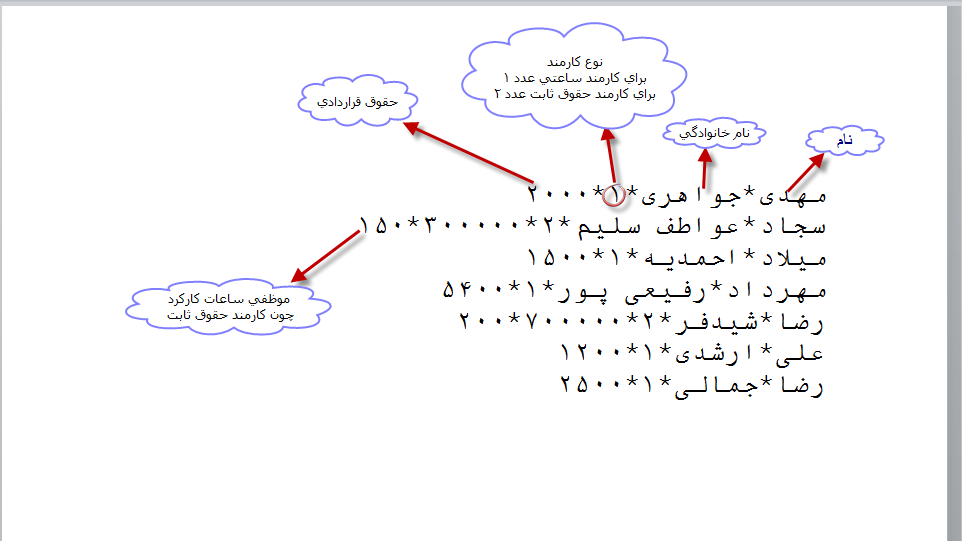 نوع كارمند
براي كارمند ساعتي عدد ۱
براي كارمند حقوق ثابت عدد ۲
حقوق قراردادي
نام خانوادگي
نام
مهدی*جواهری*۱*۲۰۰۰
سجاد*عواطف سلیم*۲*۳۰۰۰۰۰*۱۵۰
میلاد*احمدیه*۱*۱۵۰۰
مهرداد*رفیعی پور*۱*۵۴۰۰
رضا*شیدفر*۲*۷۰۰۰۰۰*۲۰۰
علی*ارشدی*۱*۱۲۰۰
رضا*جمالی*۱*۲۵۰۰
موظفي ساعات كاركرد
چون كارمند حقوق ثابت